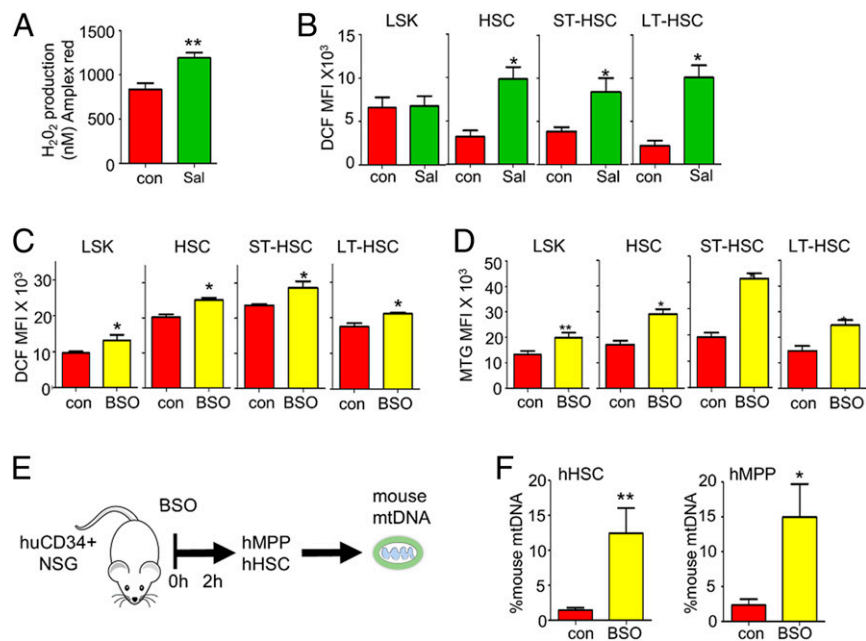 A
H₂O₂ production
(nM) Amplex red
1500
1000
500
0
**
con
Sal
B
LSK
HSC
ST-HSC
LT-HSC
DCF MFI X10³
15
10
5
0
*
*
*
con
Sal
con
Sal
con
Sal
con
Sal
C
LSK
HSC
ST-HSC
LT-HSC
DCF MFI X 10³
30
20
10
0
*
*
*
*
con
BSO
con
BSO
con
BSO
con
BSO
D
LSK
HSC
ST-HSC
LT-HSC
MTG MFI X 10³
50
40
30
20
10
0
**
*
con
BSO
con
BSO
con
BSO
con
BSO
E
huCD34+
NSG
BSO
0h
2h
hMPP
hHSC
mouse
mtDNA
F
hHSC
%mouse mtDNA
20
15
10
5
0
**
con
BSO
hMPP
%mouse mtDNA
20
15
10
5
0
*
con
BSO